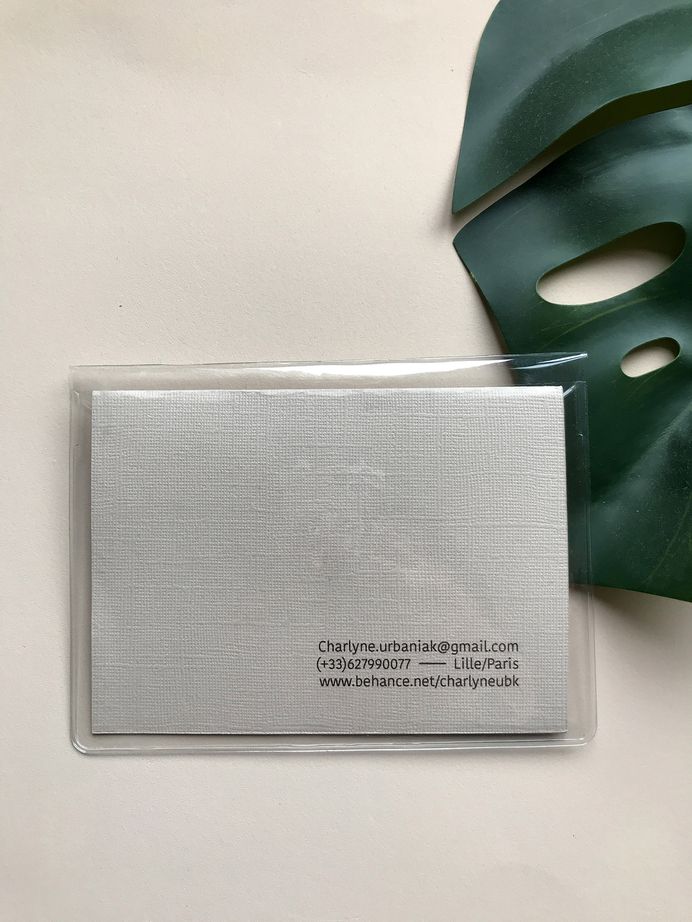 Charlyne.urbaniak@gmail.com
(+33)627990077 — Lille/Paris
www.behance.net/charlyneubk